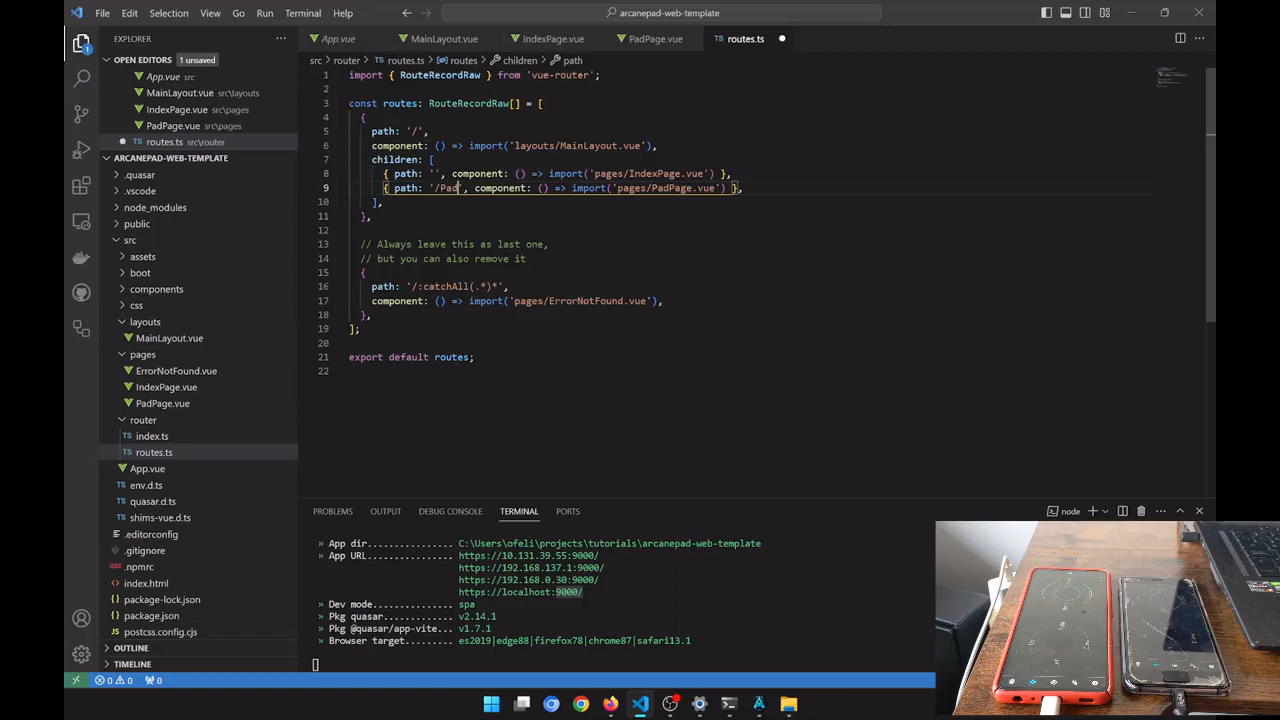 File Edit Selection View Go Run Terminal Help
arcanepad-web-template
EXPLORER
App.vue
MainLayout.vue
IndexPage.vue
PadPage.vue
routes.ts
OPEN EDITORS 1 unsaved
App.vue src
MainLayout.vue src\layouts
IndexPage.vue src\pages
PadPage.vue src\pages
routes.ts src\router
ARCANEPAD-WEB-TEMPLATE
.quasar
.vscode
node_modules
public
src
assets
boot
components
css
layouts
MainLayout.vue
pages
ErrorNotFound.vue
IndexPage.vue
PadPage.vue
router
TS index.ts
TS routes.ts
App.vue
TS env.d.ts
TS quasar.d.ts
TS shims-vue.d.ts
.editorconfig
.gitignore
.npmrc
index.html
package-lock.json
package.json
postcss.config.cjs
OUTLINE
TIMELINE
src > router > TS routes.ts > routes > children > path
1 import { RouteRecordRaw } from 'vue-router';
2
3 const routes: RouteRecordRaw[] = [
4 {
5 path: '/',
6 component: () => import('layouts/MainLayout.vue'),
7 children: [
8 { path: '', component: () => import('pages/IndexPage.vue') },
9 { path: '/Pad', component: () => import('pages/PadPage.vue') },
10 ],
11 },
12
13 // Always leave this as last one,
14 // but you can also remove it
15 {
16 path: '/:catchAll(.*)*',
17 component: () => import('pages/ErrorNotFound.vue'),
18 },
19 ];
20
21 export default routes;
22
PROBLEMS OUTPUT DEBUG CONSOLE TERMINAL PORTS
node
» App dir................ C:\Users\ofeli\projects\tutorials\arcanepad-web-template
» App URL................ https://10.131.39.55:9000/
https://192.168.137.1:9000/
https://192.168.0.30:9000/
https://localhost:9000/
» Dev mode............... spa
» Pkg quasar............. v2.14.1
» Pkg @quasar/app-vite... v1.7.1
» Browser target......... es2019|edge88|firefox78|chrome87|safari13.1
0 0 0